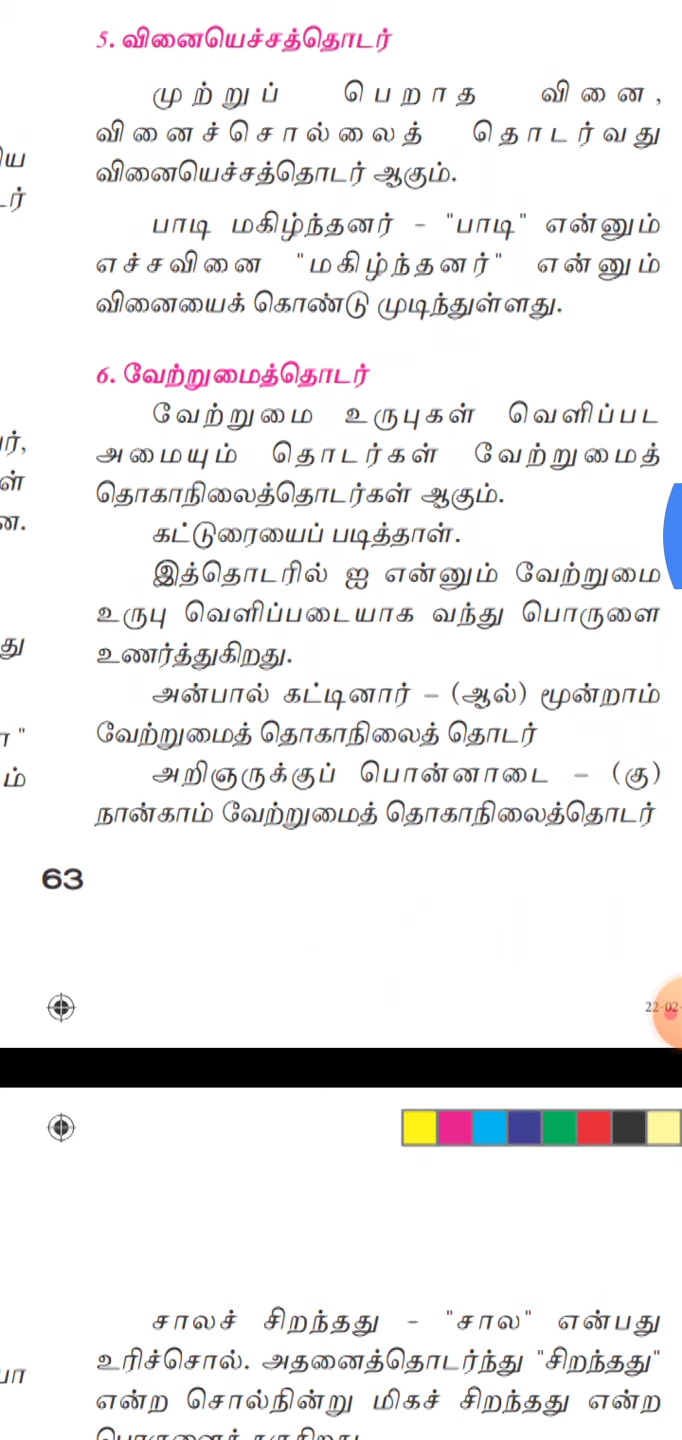 5. வினையெச்சத்தொடர்
முற்றுப் பெறாத வினை,
வினைச்சொல்லைத் தொடர்வது
வினையெச்சத்தொடர் ஆகும்.
பாடி மகிழ்ந்தனர் - "பாடி" என்னும்
எச்சவினை "மகிழ்ந்தனர்" என்னும்
வினையைக் கொண்டு முடிந்துள்ளது.
6. வேற்றுமைத்தொடர்
வேற்றுமை உருபுகள் வெளிப்பட
அமையும் தொடர்கள் வேற்றுமைத்
தொகாநிலைத்தொடர்கள் ஆகும்.
கட்டுரையைப் படித்தாள்.
இத்தொடரில் ஐ என்னும் வேற்றுமை
உருபு வெளிப்படையாக வந்து பொருளை
உணர்த்துகிறது.
அன்பால் கட்டினார் – (ஆல்) மூன்றாம்
வேற்றுமைத் தொகாநிலைத் தொடர்
அறிஞருக்குப் பொன்னாடை – (கு)
நான்காம் வேற்றுமைத் தொகாநிலைத்தொடர்
63
22-02-
சாலச் சிறந்தது - "சால" என்பது
உரிச்சொல். அதனைத்தொடர்ந்து "சிறந்தது"
என்ற சொல்நின்று மிகச் சிறந்தது என்ற